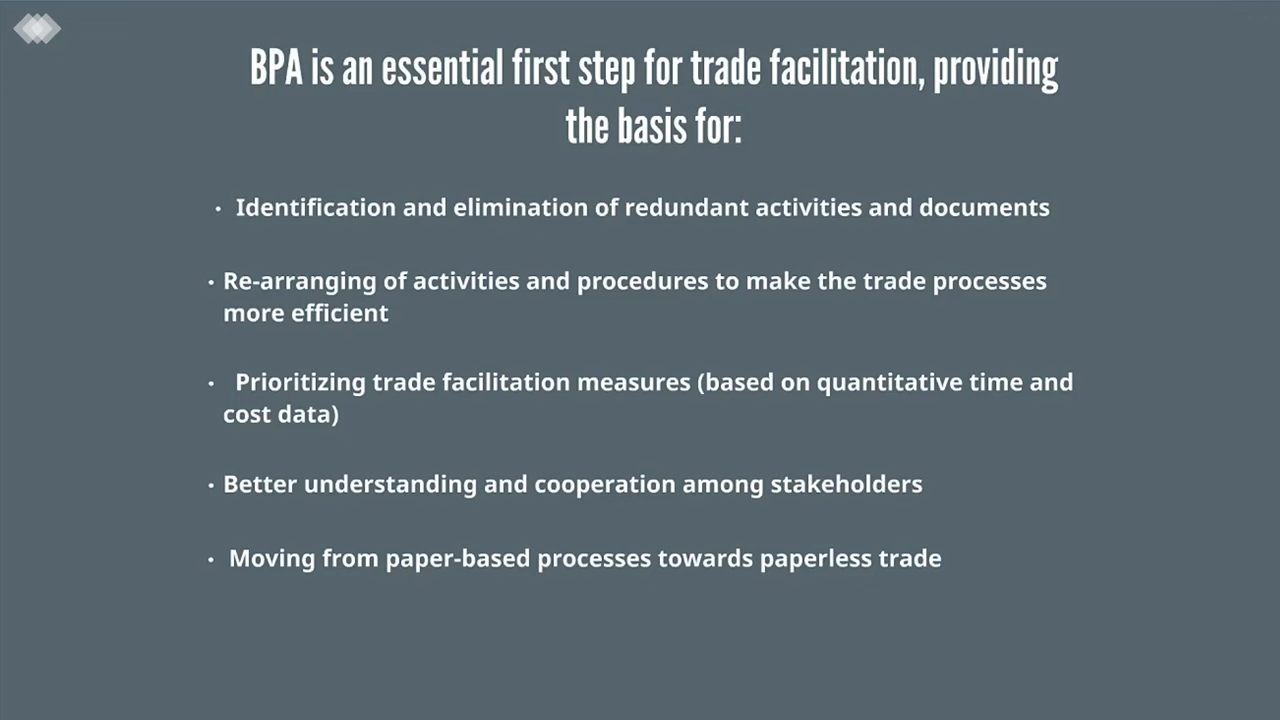 BPA is an essential first step for trade facilitation, providing
the basis for:
• Identification and elimination of redundant activities and documents
• Re-arranging of activities and procedures to make the trade processes
more efficient
• Prioritizing trade facilitation measures (based on quantitative time and
cost data)
• Better understanding and cooperation among stakeholders
• Moving from paper-based processes towards paperless trade